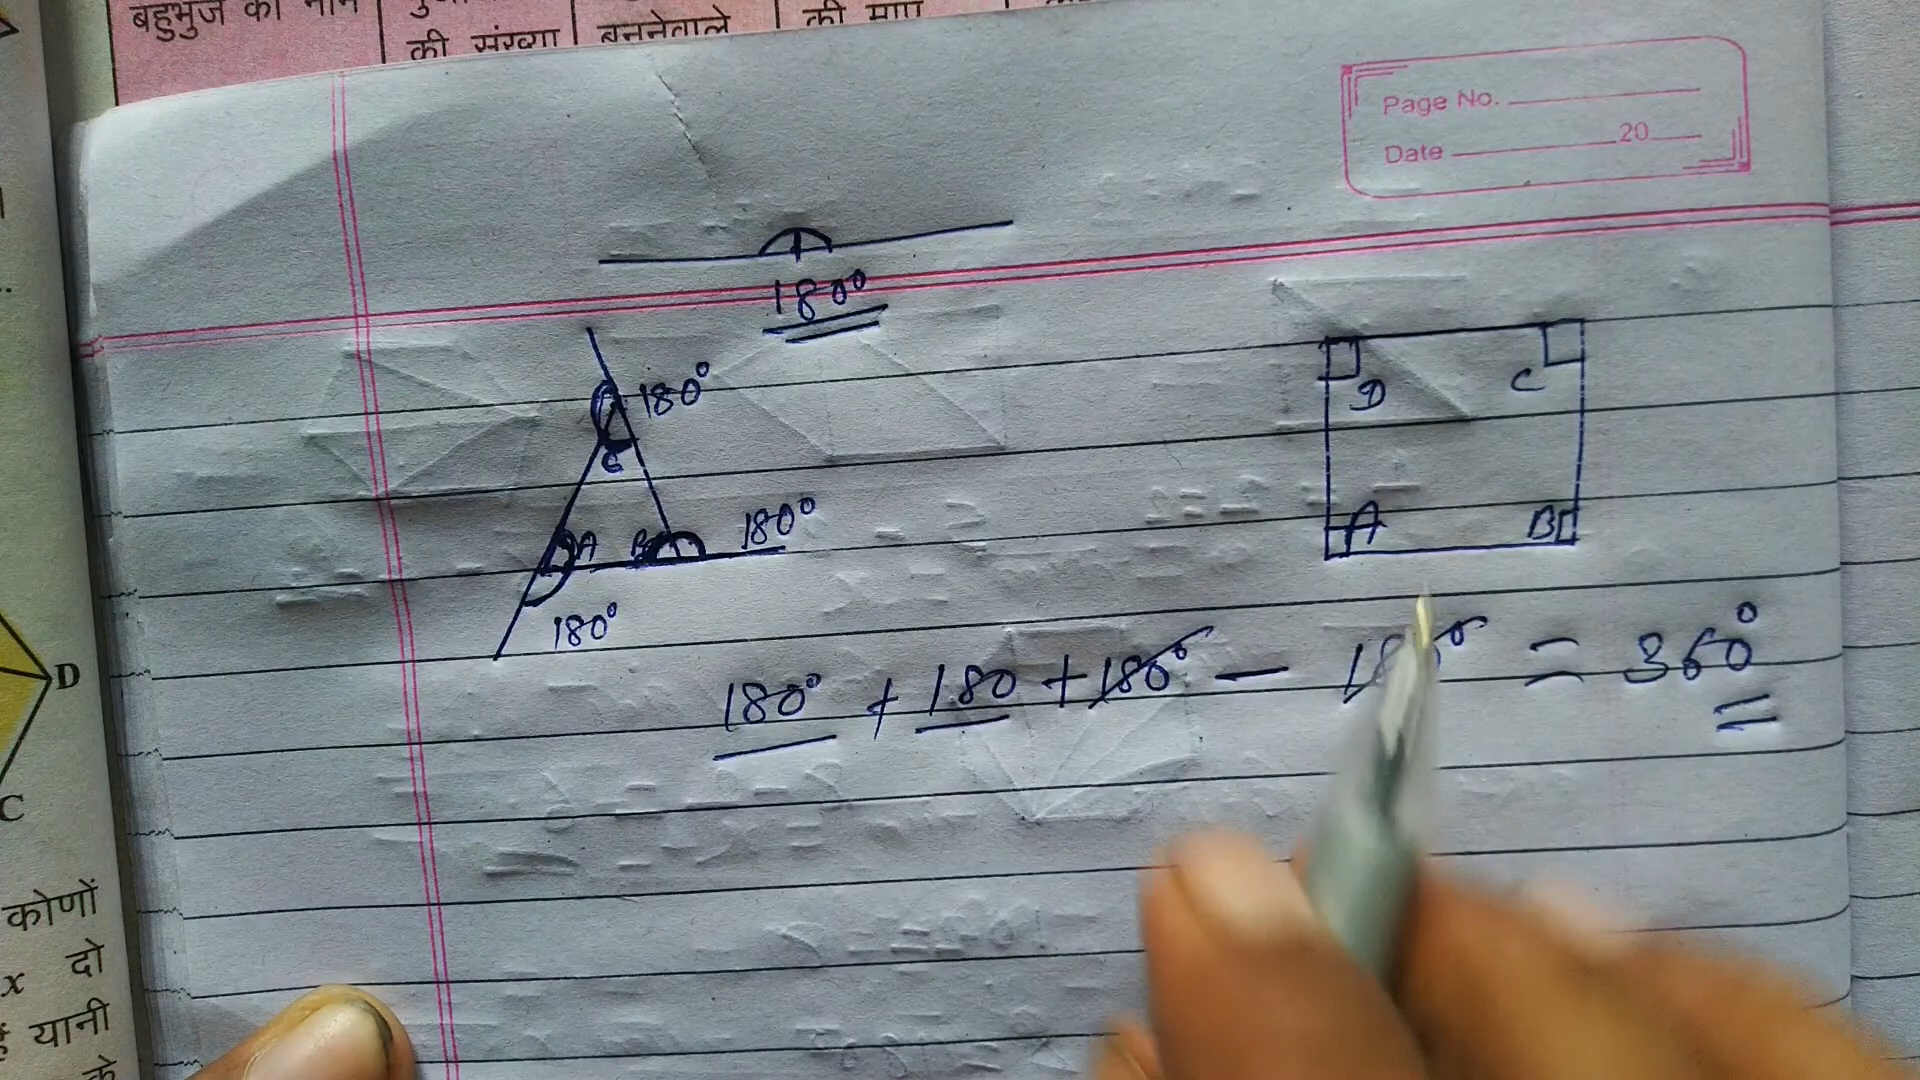 बहुभुज का नाम
की संख्या
बननेवाले
की माप
Page No.
Date 20
180°
180°
D C
C
A B 180°
A B
180°
180° + 180 + 180° — 180° = 360°
D
C
कोणों
x दो
यानी
के